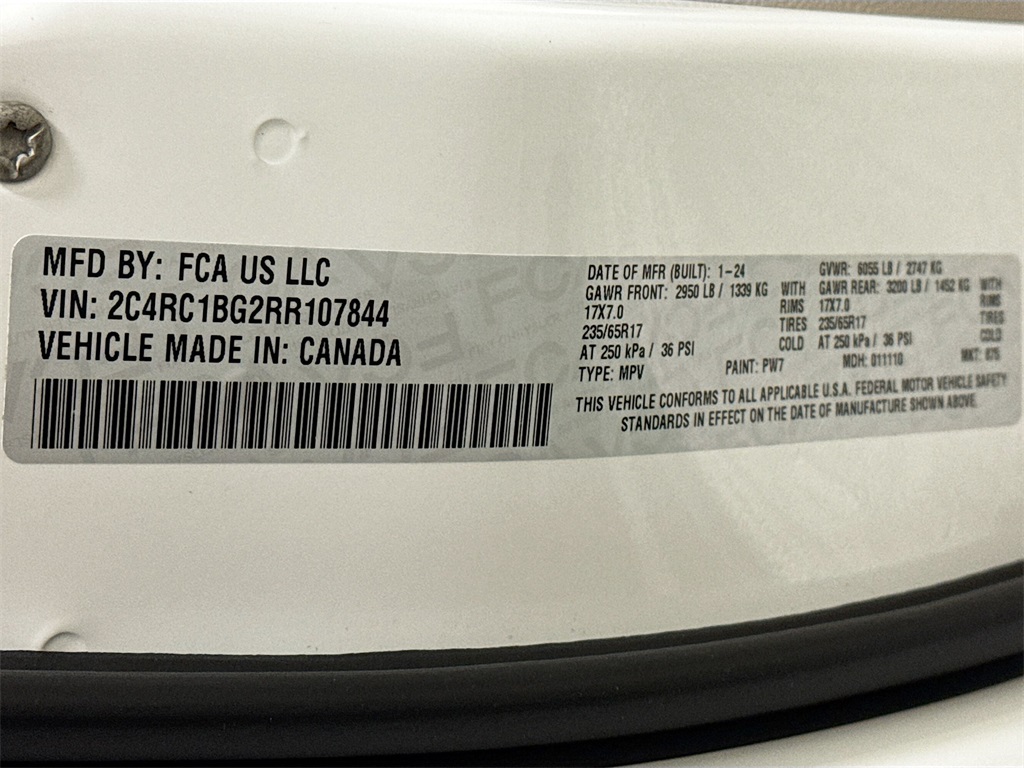 MFD BY: FCA US LLC
VIN: 2C4RC1BG2RR107844
VEHICLE MADE IN: CANADA
DATE OF MFR (BUILT): 1-24 GVWR: 6055 LB / 2747 KG
GAWR FRONT: 2950 LB / 1339 KG WITH GAWR REAR: 3200 LB / 1452 KG WITH
17X7.0 RIMS 17X7.0 RIMS
235/65R17 TIRES 235/65R17 TIRES
AT 250 kPa / 36 PSI COLD AT 250 kPa / 36 PSI COLD
TYPE: MPV PAINT: PW7 MDH: 011110 MKT: 875
THIS VEHICLE CONFORMS TO ALL APPLICABLE U.S.A. FEDERAL MOTOR VEHICLE SAFETY
STANDARDS IN EFFECT ON THE DATE OF MANUFACTURE SHOWN ABOVE.